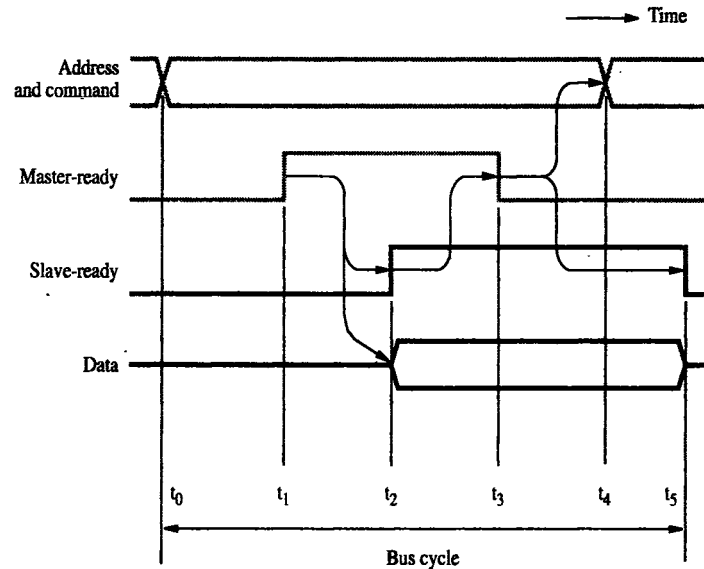 Time
Address
and command
Master-ready
Slave-ready
Data
t0 t1 t2 t3 t4 t5
Bus cycle